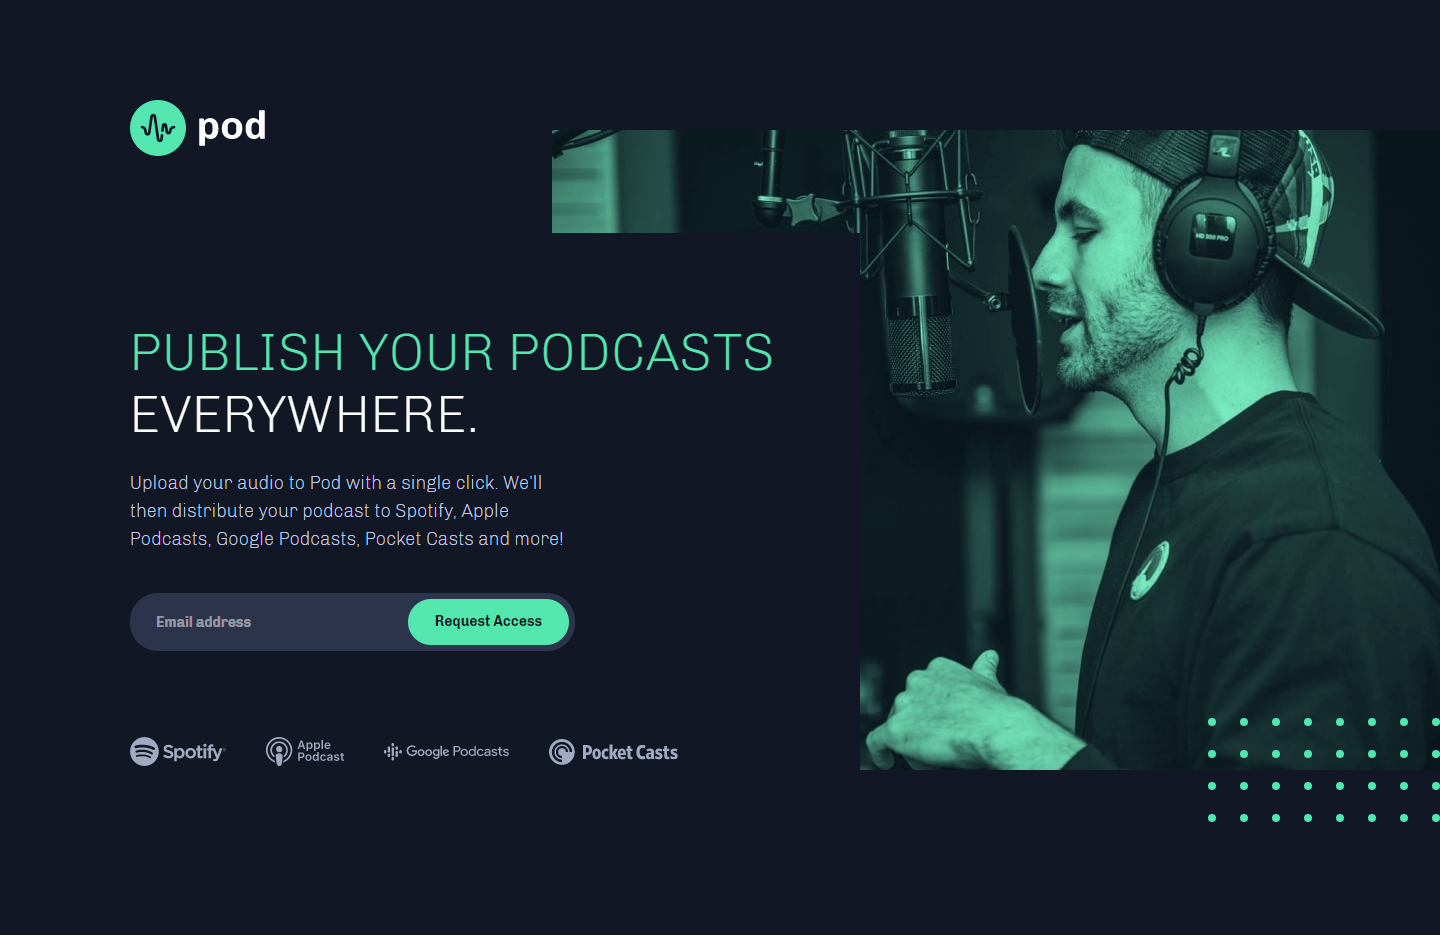 pod
HD 300 PRO
PUBLISH YOUR PODCASTS
EVERYWHERE.
Upload your audio to Pod with a single click. We’ll
then distribute your podcast to Spotify, Apple
Podcasts, Google Podcasts, Pocket Casts and more!
Email address
Request Access
Spotify
Apple
Podcast
Google Podcasts
Pocket Casts